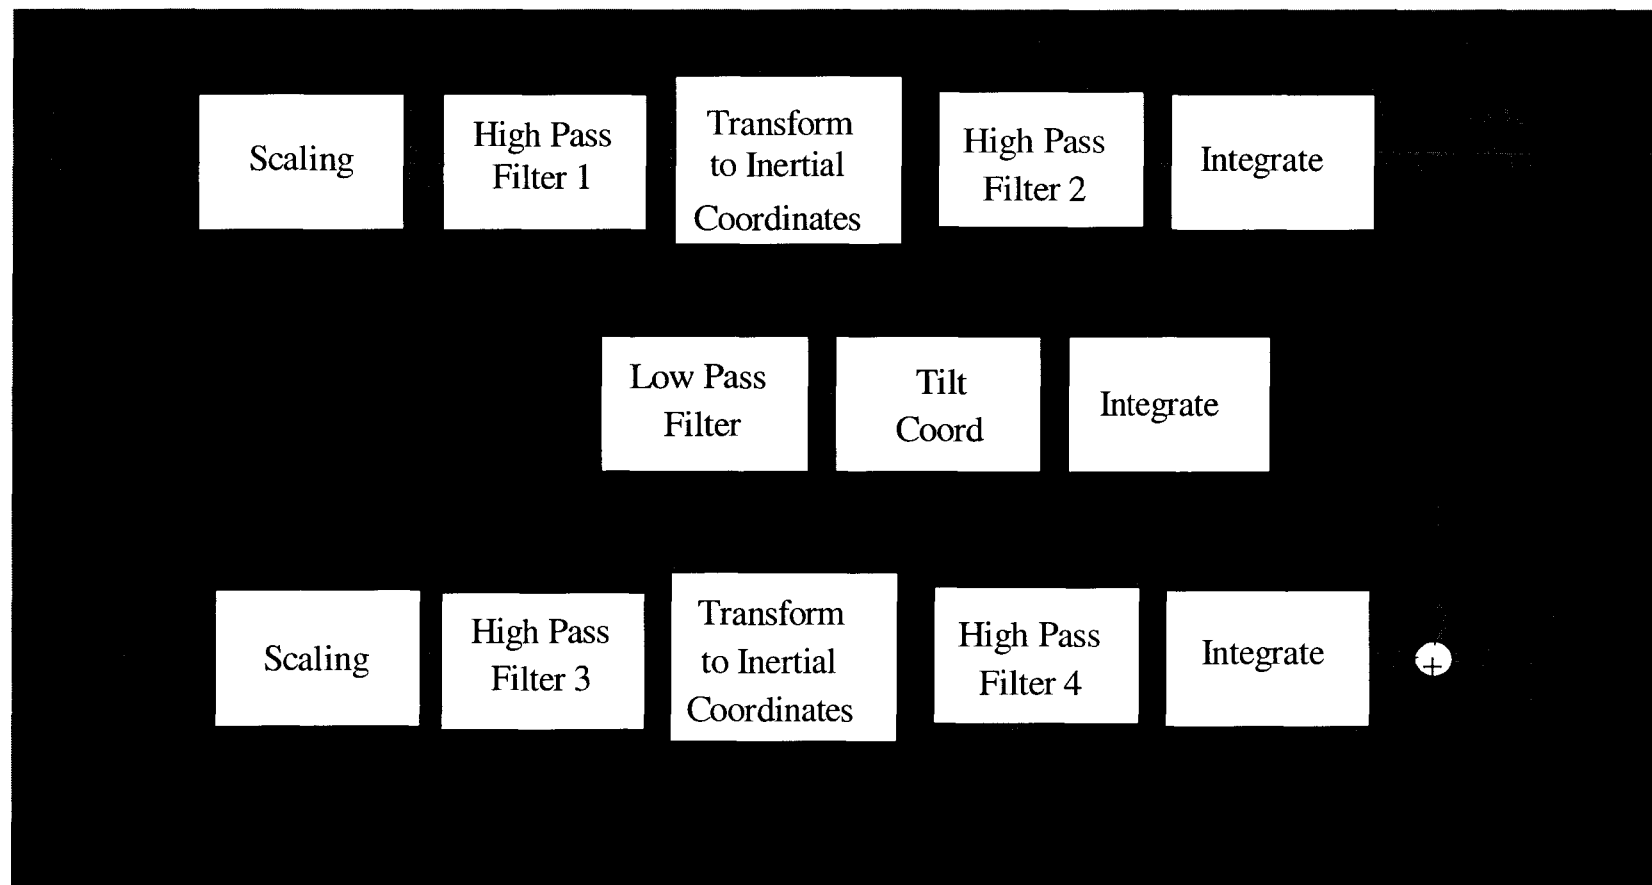 Scaling
High Pass
Filter 1
Transform
to Inertial
Coordinates
High Pass
Filter 2
Integrate
Low Pass
Filter
Tilt
Coord
Integrate
Scaling
High Pass
Filter 3
Transform
to Inertial
Coordinates
High Pass
Filter 4
Integrate
+